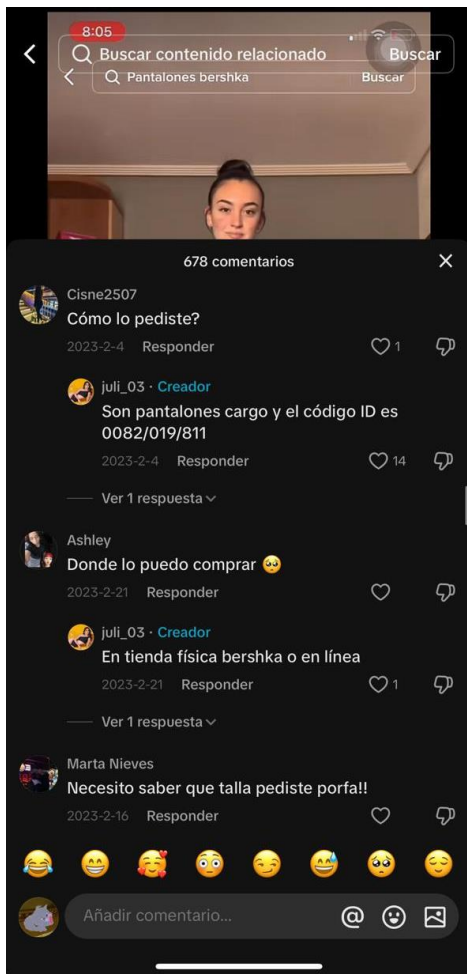 8:05
Buscar contenido relacionado Buscar
Pantalones bershka Buscar
678 comentarios
Cisne2507
Cómo lo pediste?
2023-2-4 Responder 1
juli_03 · Creador
Son pantalones cargo y el código ID es
0082/019/811
2023-2-4 Responder 14
Ver 1 respuesta
Ashley
Donde lo puedo comprar 🥺
2023-2-21 Responder
juli_03 · Creador
En tienda física bershka o en línea
2023-2-21 Responder 1
Ver 1 respuesta
Marta Nieves
Necesito saber que talla pediste porfa!!
2023-2-16 Responder
Añadir comentario... @